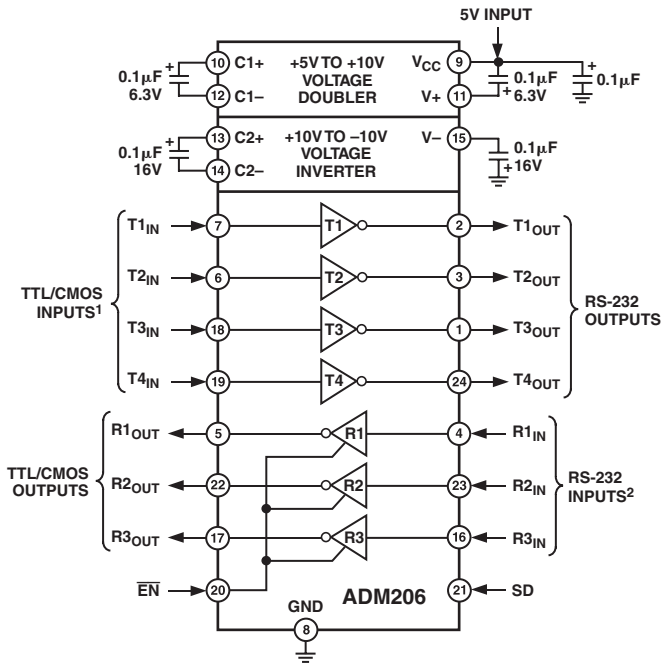 5V INPUT
10 C1+ +5V TO +10V VCC 9
0.1μF + VOLTAGE + 0.1μF + 0.1μF
6.3V 12 C1– DOUBLER V+ 11 + 6.3V
13 C2+ +10V TO –10V V– 15
0.1μF + VOLTAGE 0.1μF
16V 14 C2– INVERTER + 16V
T1IN 7 T1 2 T1OUT
T2IN 6 T2 3 T2OUT
TTL/CMOS
INPUTS1
RS-232
OUTPUTS
T3IN 18 T3 1 T3OUT
T4IN 19 T4 24 T4OUT
R1OUT 5 R1 4 R1IN
TTL/CMOS
OUTPUTS
R2OUT 22 R2 23 R2IN
RS-232
INPUTS2
R3OUT 17 R3 16 R3IN
EN 20 ADM206 21 SD
GND
8